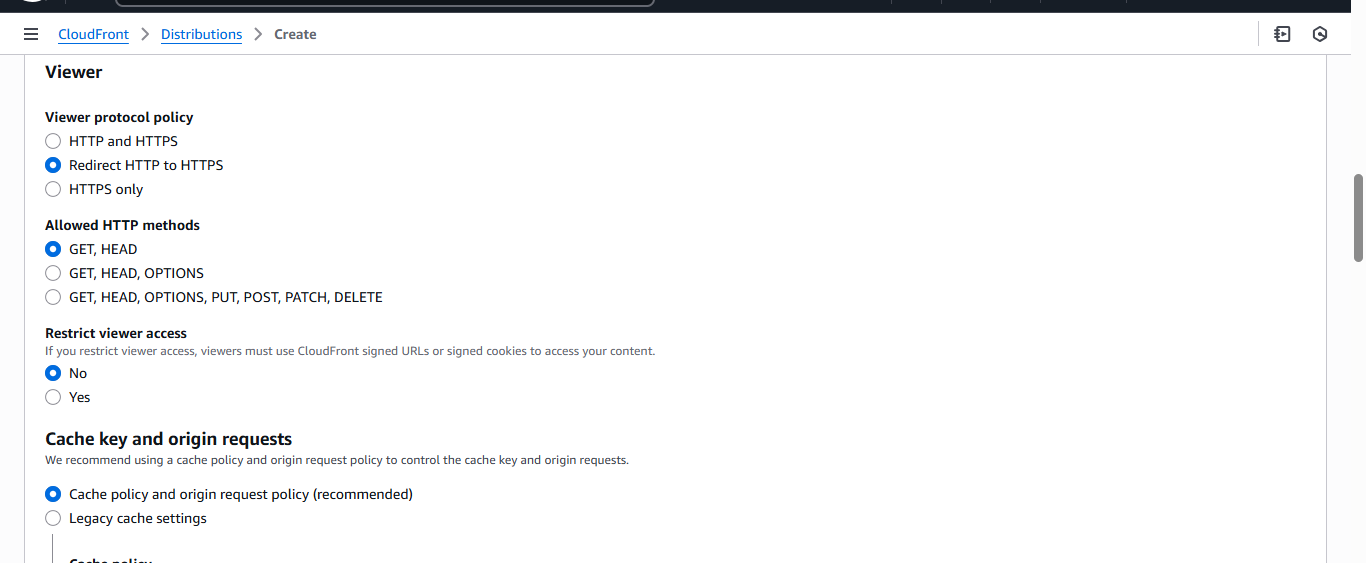 CloudFront > Distributions > Create
Viewer
Viewer protocol policy
HTTP and HTTPS
Redirect HTTP to HTTPS
HTTPS only
Allowed HTTP methods
GET, HEAD
GET, HEAD, OPTIONS
GET, HEAD, OPTIONS, PUT, POST, PATCH, DELETE
Restrict viewer access
If you restrict viewer access, viewers must use CloudFront signed URLs or signed cookies to access your content.
No
Yes
Cache key and origin requests
We recommend using a cache policy and origin request policy to control the cache key and origin requests.
Cache policy and origin request policy (recommended)
Legacy cache settings
Cache policy